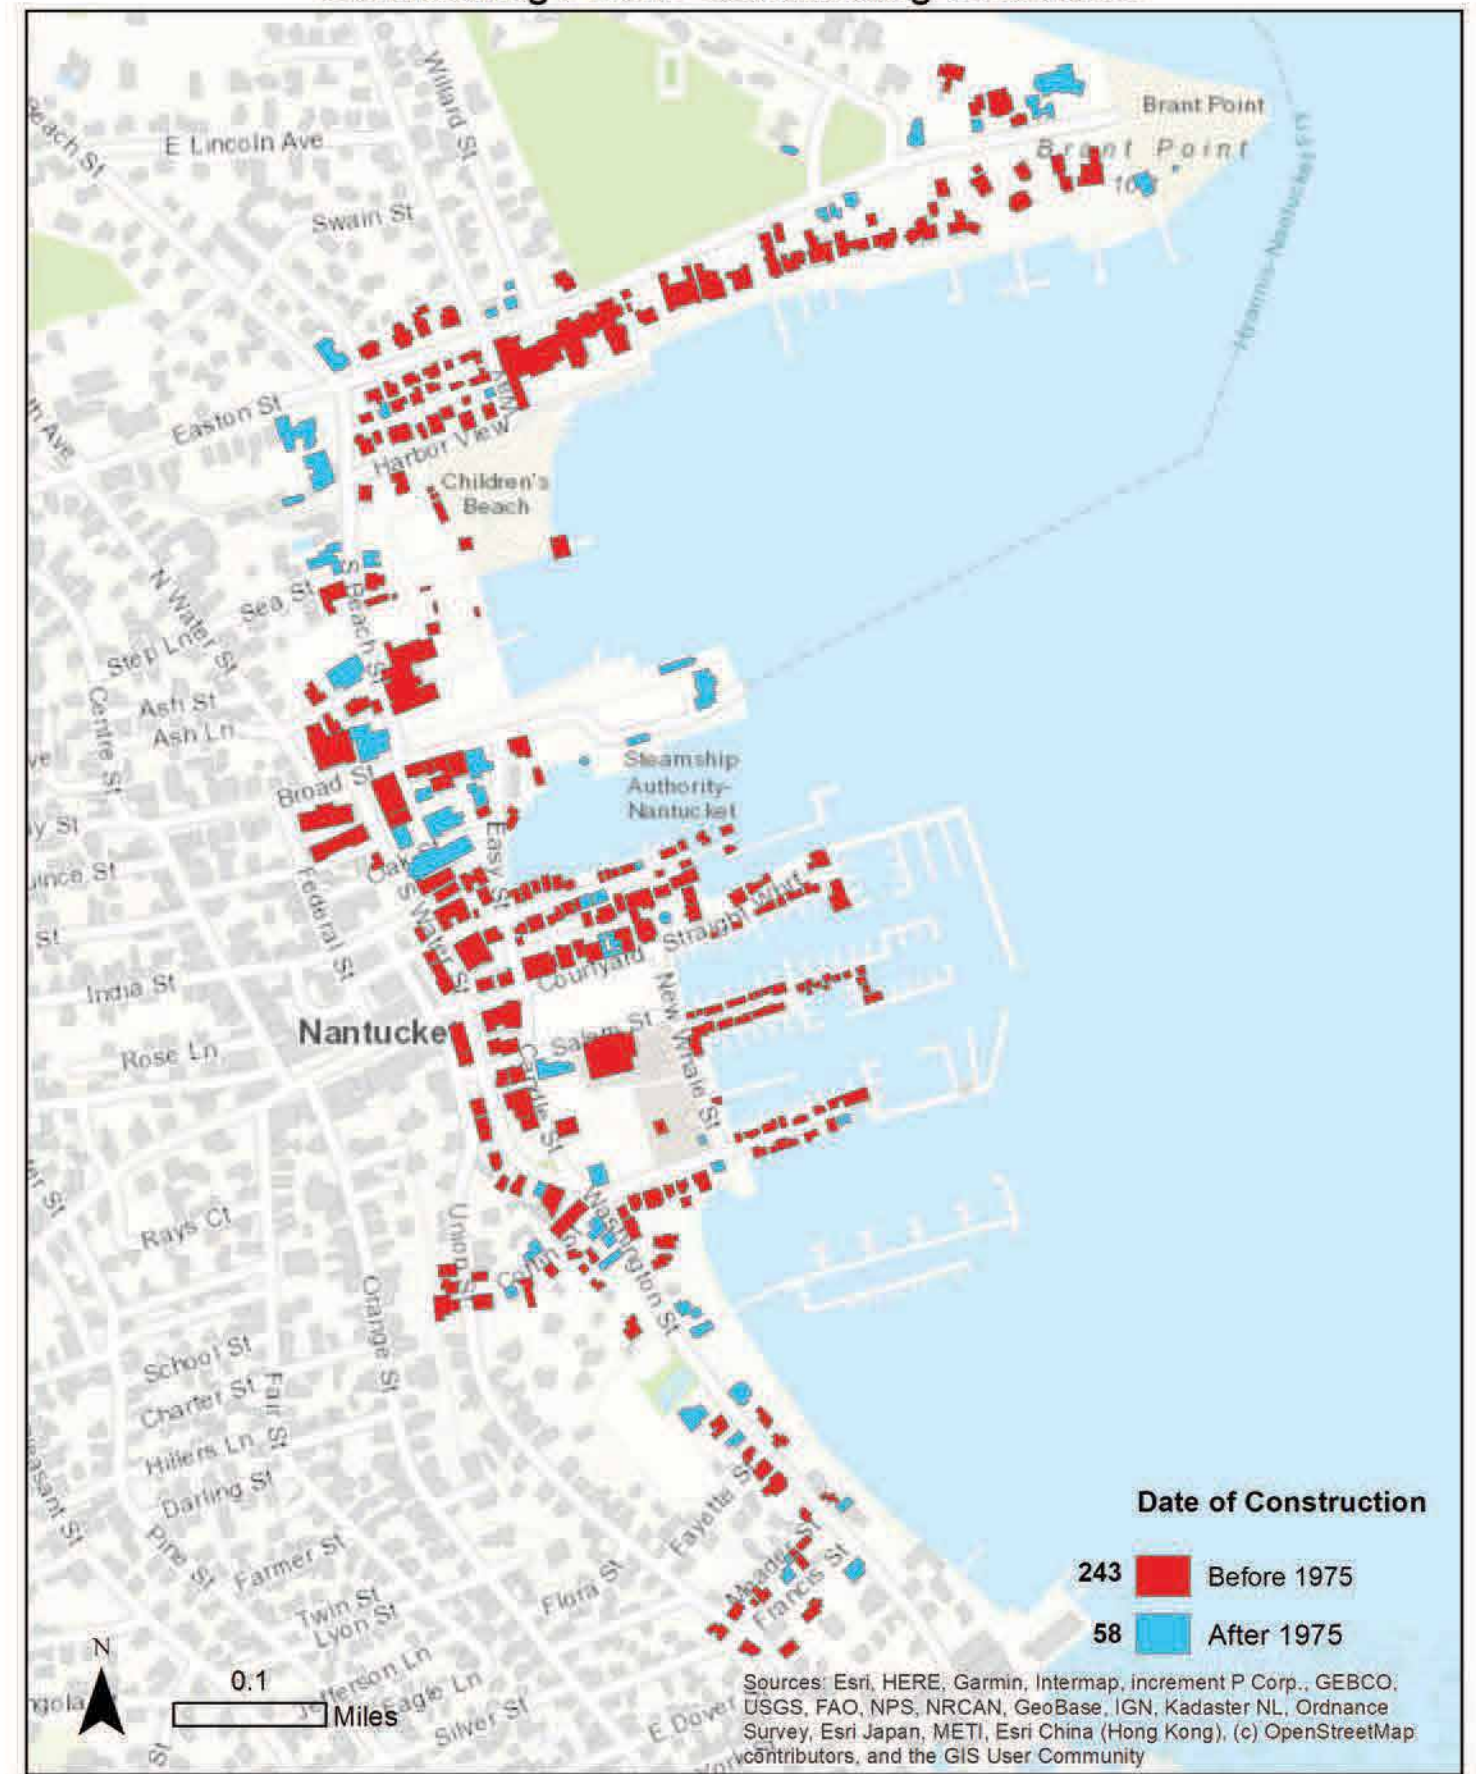 Willard St
Beach St
E Lincoln Ave
Swain St
Brant Point
Brant Point
Easton St
Harbor View
Children's
Beach
Sea St
S Beach St
N Water St
Step Ln
Ash St
Ash Ln
Centre St
Broad St
Steamship
Authority-
Nantucket
Easy St
Oak
S Water St
Federal St
Straight Whrf
Courtyard
India St
Nantucke
Salem St
New Whale St
Rose Ln
Candle St
Rays Ct
Union St
Washington St
Coffin
Orange St
School St
Charter St
Fair St
Hillers Ln
Darling St
Pine St
Farmer St
Fayette St
Meader St
Francis St
Flora St
Twin St
Lyon St
Jefferson Ln
Eagle Ln
Silver St
E Dover
Date of Construction
243 Before 1975
58 After 1975
N
0.1
Miles
Sources: Esri, HERE, Garmin, Intermap, increment P Corp., GEBCO,
USGS, FAO, NPS, NRCAN, GeoBase, IGN, Kadaster NL, Ordnance
Survey, Esri Japan, METI, Esri China (Hong Kong), (c) OpenStreetMap
contributors, and the GIS User Community